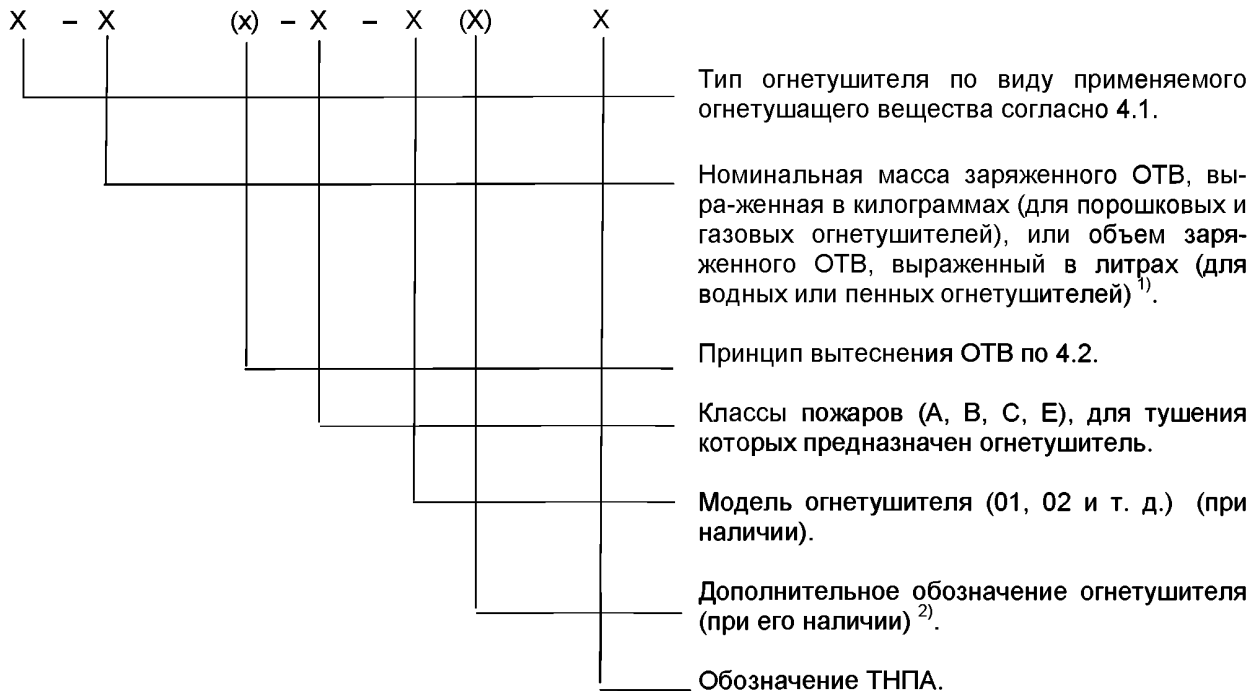 X – X (x) – X – X (X) X
Тип огнетушителя по виду применяемого
огнетушащего вещества согласно 4.1.
Номинальная масса заряженного ОТВ, вы-
ра-женная в килограммах (для порошковых и
газовых огнетушителей), или объем заря-
женного ОТВ, выраженный в литрах (для
водных или пенных огнетушителей) 1).
Принцип вытеснения ОТВ по 4.2.
Классы пожаров (А, В, С, Е), для тушения
которых предназначен огнетушитель.
Модель огнетушителя (01, 02 и т. д.) (при
наличии).
Дополнительное обозначение огнетушителя
(при его наличии) 2).
Обозначение ТНПА.